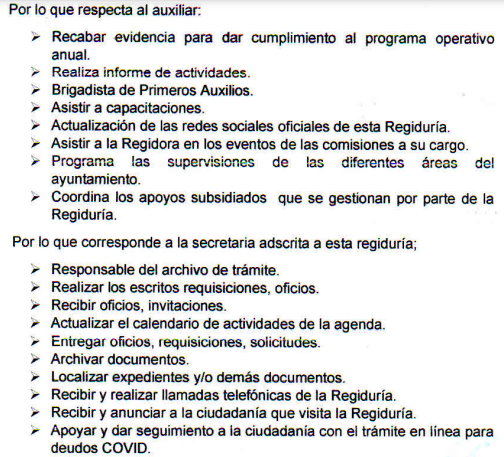 Por lo que respecta al auxiliar:
➢ Recabar evidencia para dar cumplimiento al programa operativo
anual.
➢ Realiza informe de actividades.
➢ Brigadista de Primeros Auxilios.
➢ Asistir a capacitaciones.
➢ Actualización de las redes sociales oficiales de esta Regiduría.
➢ Asistir a la Regidora en los eventos de las comisiones a su cargo.
➢ Programa las supervisiones de las diferentes áreas del
ayuntamiento.
➢ Coordina los apoyos subsidiados que se gestionan por parte de la
Regiduría.
Por lo que corresponde a la secretaria adscrita a esta regiduría;
➢ Responsable del archivo de trámite.
➢ Realizar los escritos requisiciones, oficios.
➢ Recibir oficios, invitaciones.
➢ Actualizar el calendario de actividades de la agenda.
➢ Entregar oficios, requisiciones, solicitudes.
➢ Archivar documentos.
➢ Localizar expedientes y/o demás documentos.
➢ Recibir y realizar llamadas telefónicas de la Regiduría.
➢ Recibir y anunciar a la ciudadanía que visita la Regiduría.
➢ Apoyar y dar seguimiento a la ciudadanía con el trámite en línea para
deudos COVID.